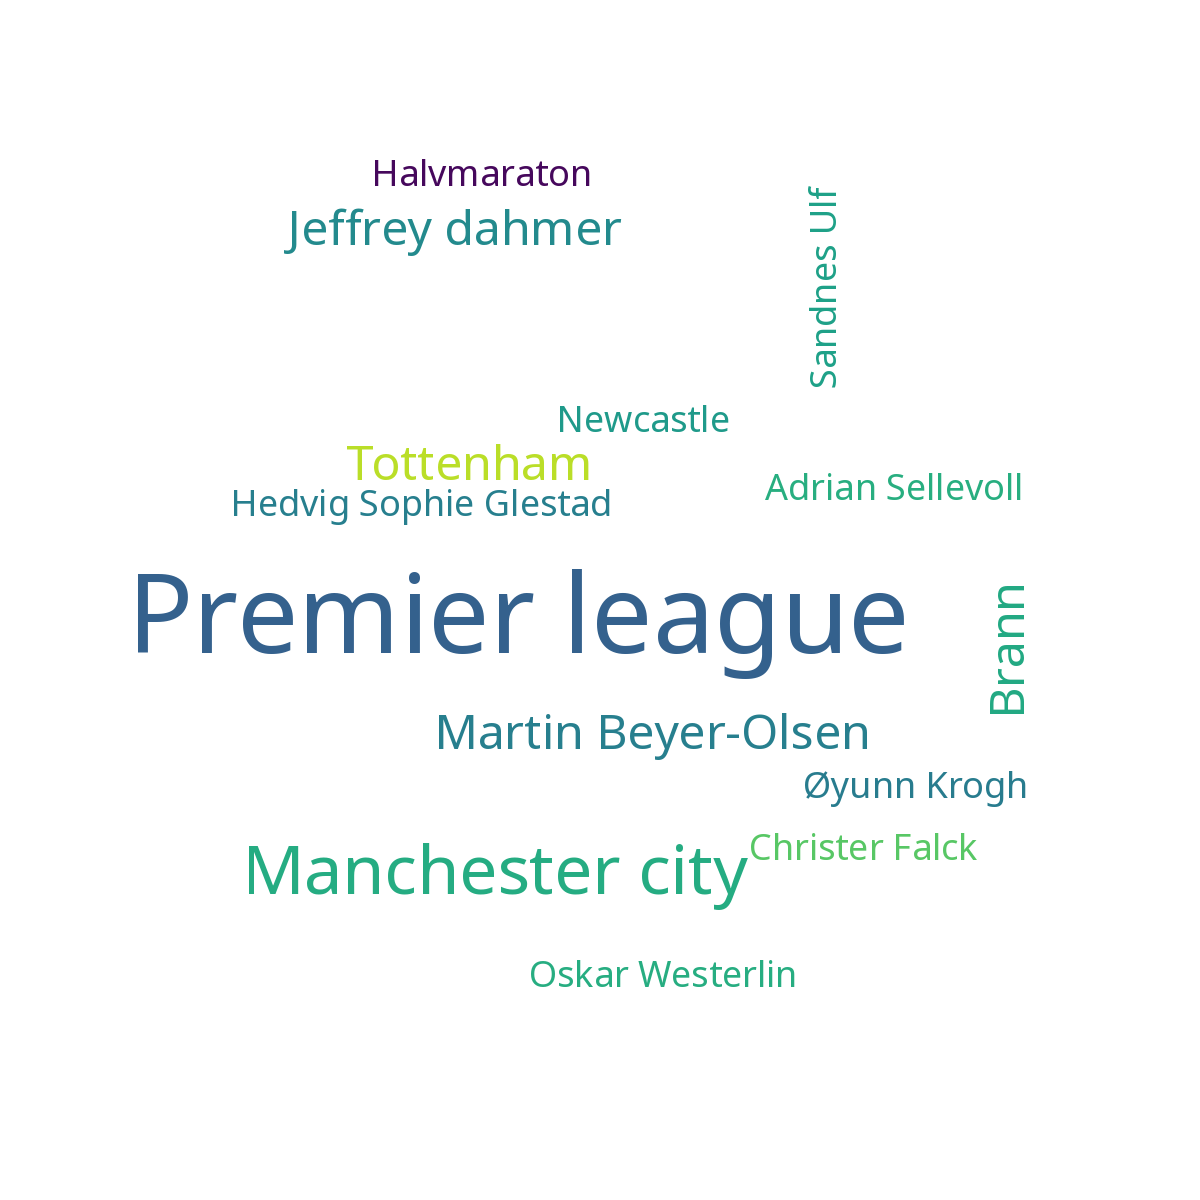 Halvmaraton
Jeffrey dahmer
Sandnes Ulf
Newcastle
Tottenham
Adrian Sellevoll
Hedvig Sophie Glestad
Premier league
Brann
Martin Beyer-Olsen
Øyunn Krogh
Christer Falck
Manchester city
Oskar Westerlin